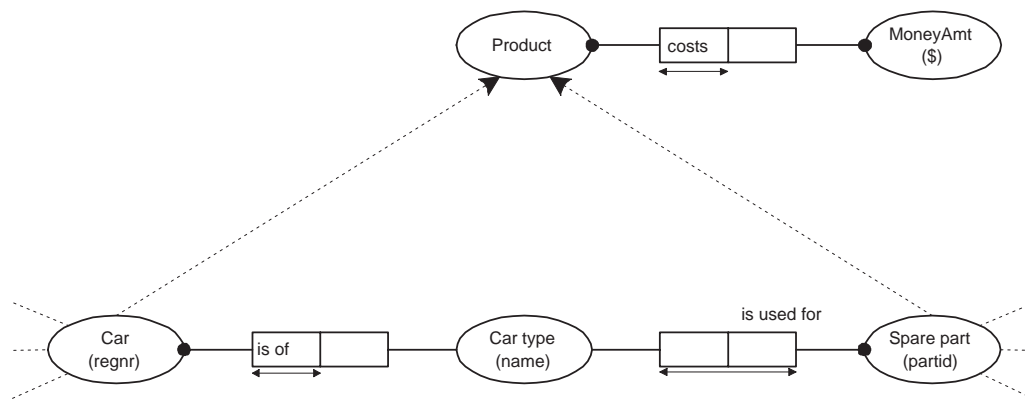 Product
costs
MoneyAmt
($)
is used for
Car
(regnr)
is of
Car type
(name)
Spare part
(partid)